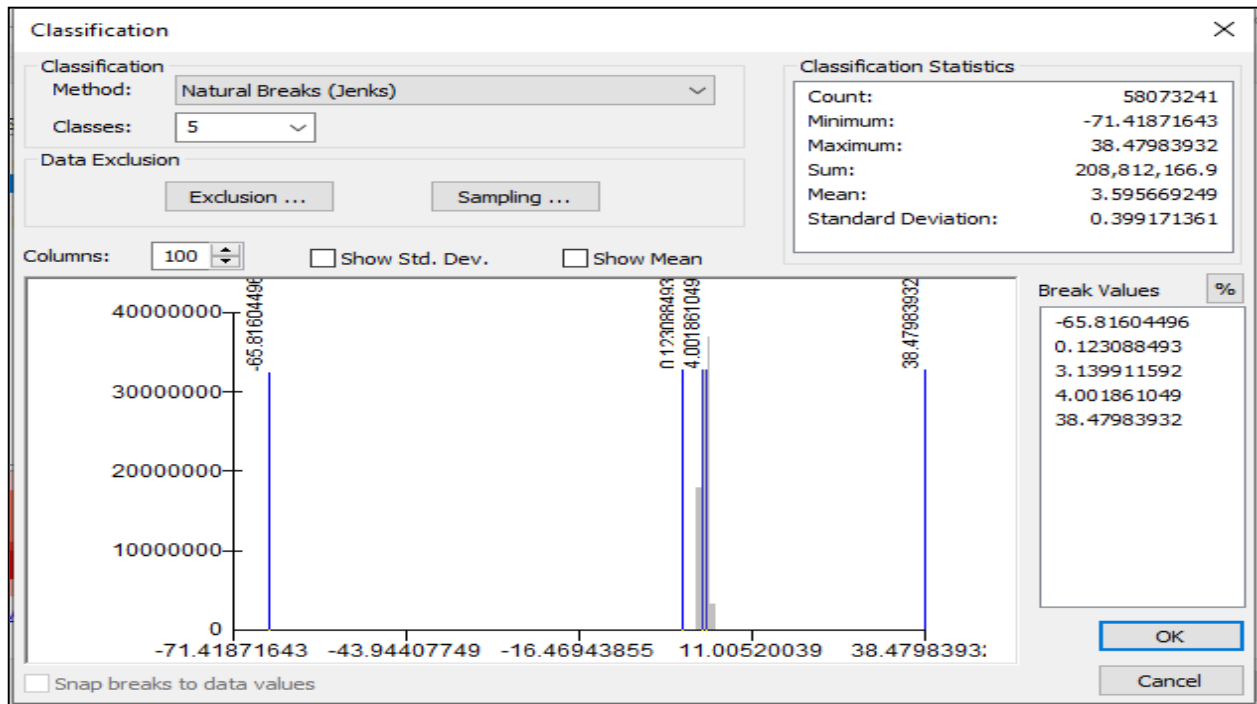 Classification
Classification
Method: Natural Breaks (Jenks)
Classes: 5
Data Exclusion
Exclusion ...
Sampling ...
Classification Statistics
Count: 58073241
Minimum: -71.41871643
Maximum: 38.47983932
Sum: 208,812,166.9
Mean: 3.595669249
Standard Deviation: 0.399171361
Columns: 100
Show Std. Dev.
Show Mean
40000000
30000000
20000000
10000000
0
-65.81604496
0.123088493
4.001861049
38.47983932
-71.41871643 -43.94407749 -16.46943855 11.00520039 38.4798393
Break Values %
-65.81604496
0.123088493
3.139911592
4.001861049
38.47983932
OK
Cancel
Snap breaks to data values